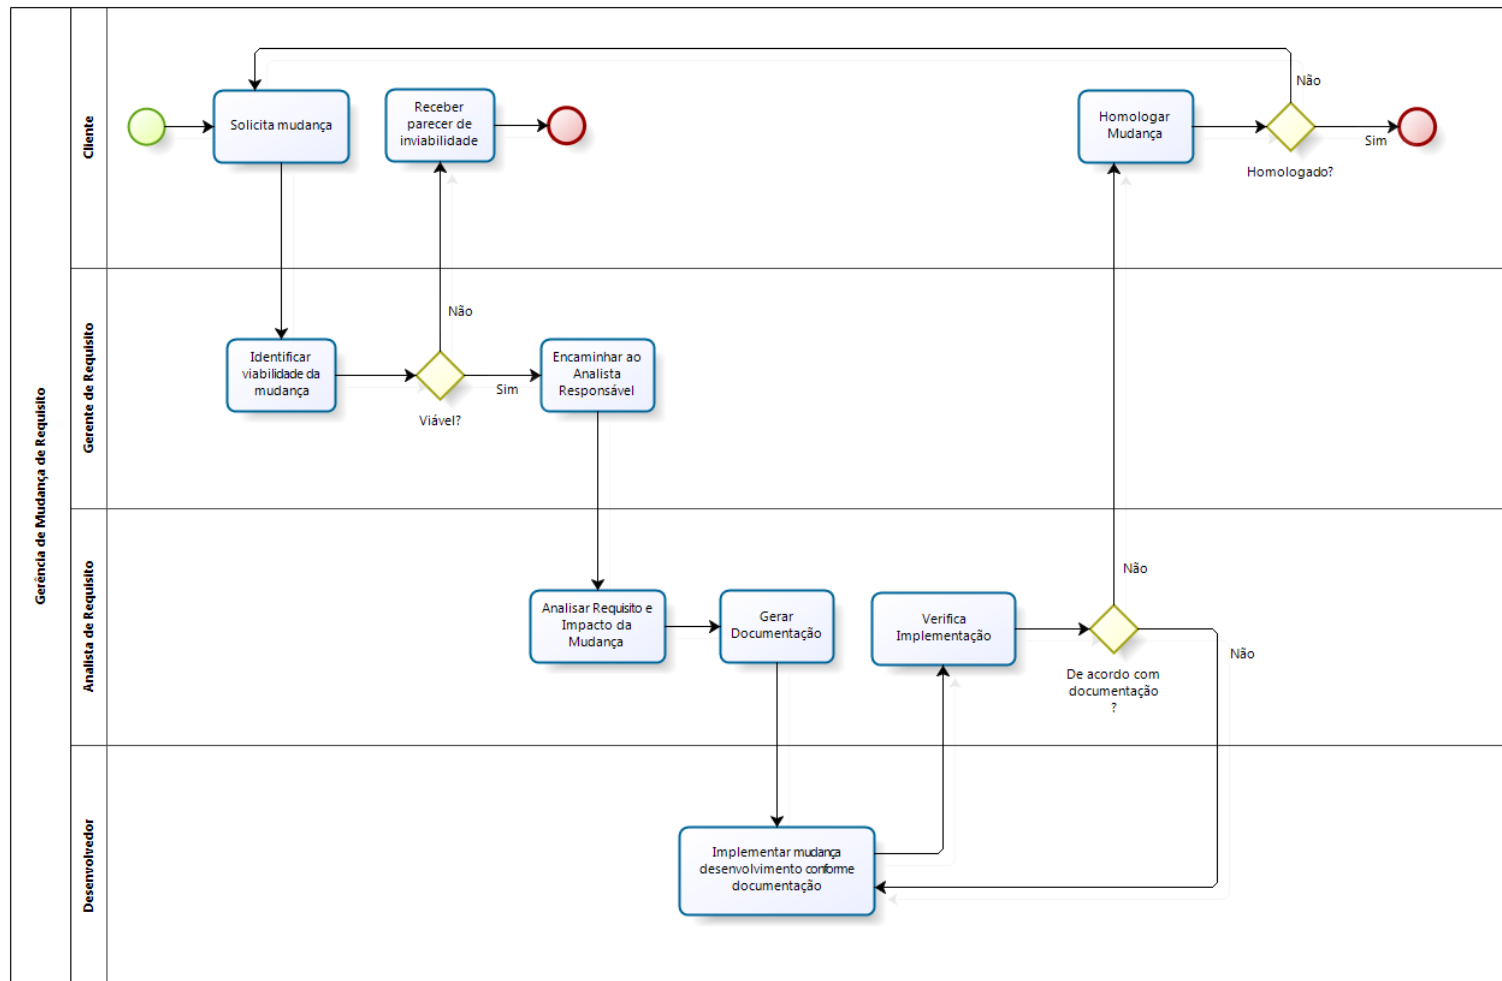 Gerência de Mudança de Requisito
Cliente
Solicita mudança
Receber
parecer de
inviabilidade
Homologar
Mudança
Não
Sim
Homologado?
Gerente de Requisito
Identificar
viabilidade da
mudança
Não
Sim
Viável?
Encaminhar ao
Analista
Responsável
Analista de Requisito
Analisar Requisito e
Impacto da
Mudança
Gerar
Documentação
Verifica
Implementação
Não
Não
De acordo com
documentação
?
Desenvolvedor
Implementar mudança
desenvolvimento conforme
documentação